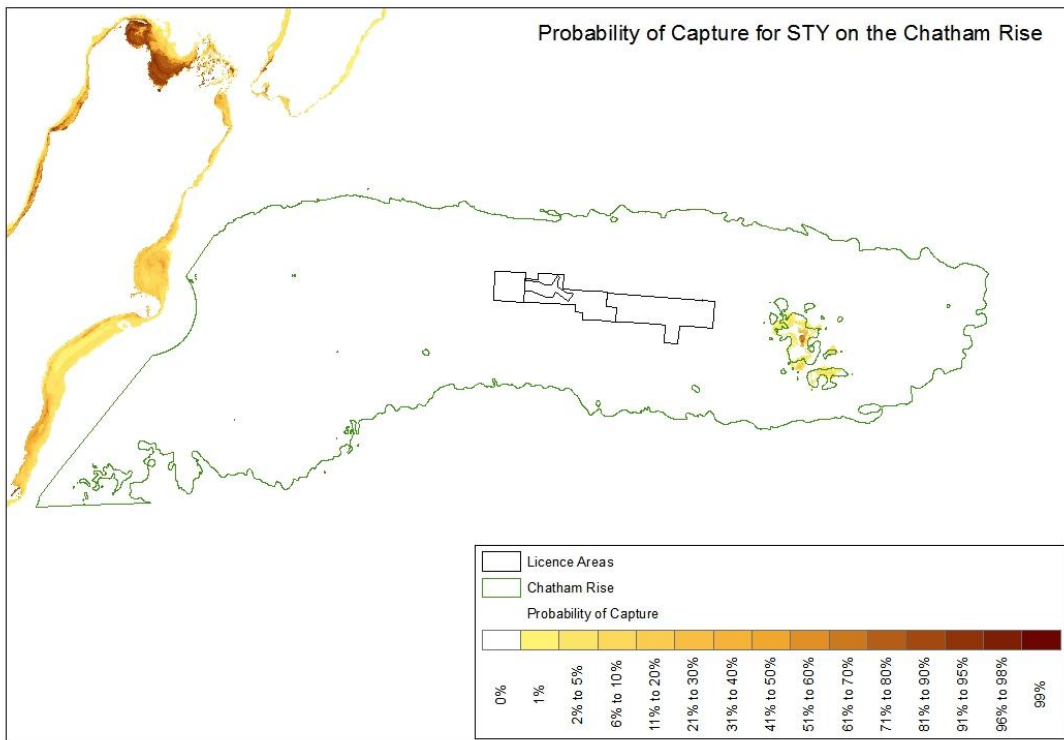 Probability of Capture for STY on the Chatham Rise
Licence Areas
Chatham Rise
Probability of Capture
0%
1%
2% to 5%
6% to 10%
11% to 20%
21% to 30%
31% to 40%
41% to 50%
51% to 60%
61% to 70%
71% to 80%
81% to 90%
91% to 95%
96% to 98%
99%